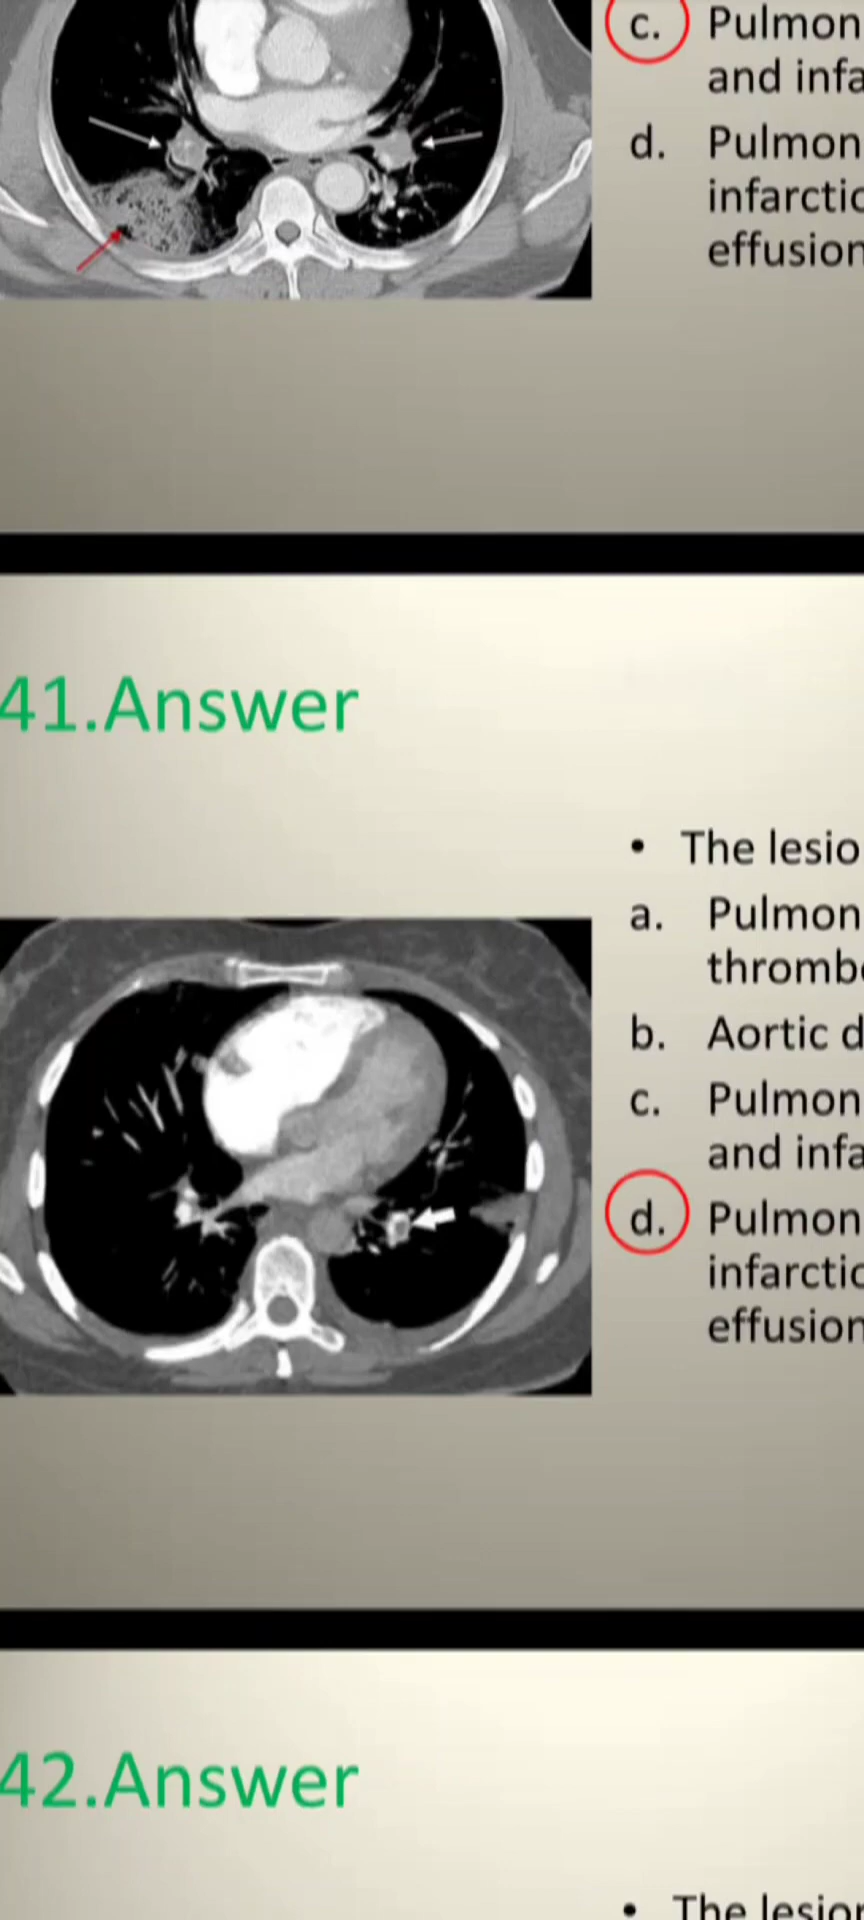 c. Pulmon
and infa
d. Pulmon
infarctio
effusion
41.Answer
• The lesio
a. Pulmon
thrombo
b. Aortic d
c. Pulmon
and infa
d. Pulmon
infarctio
effusion
42.Answer
• The lesion